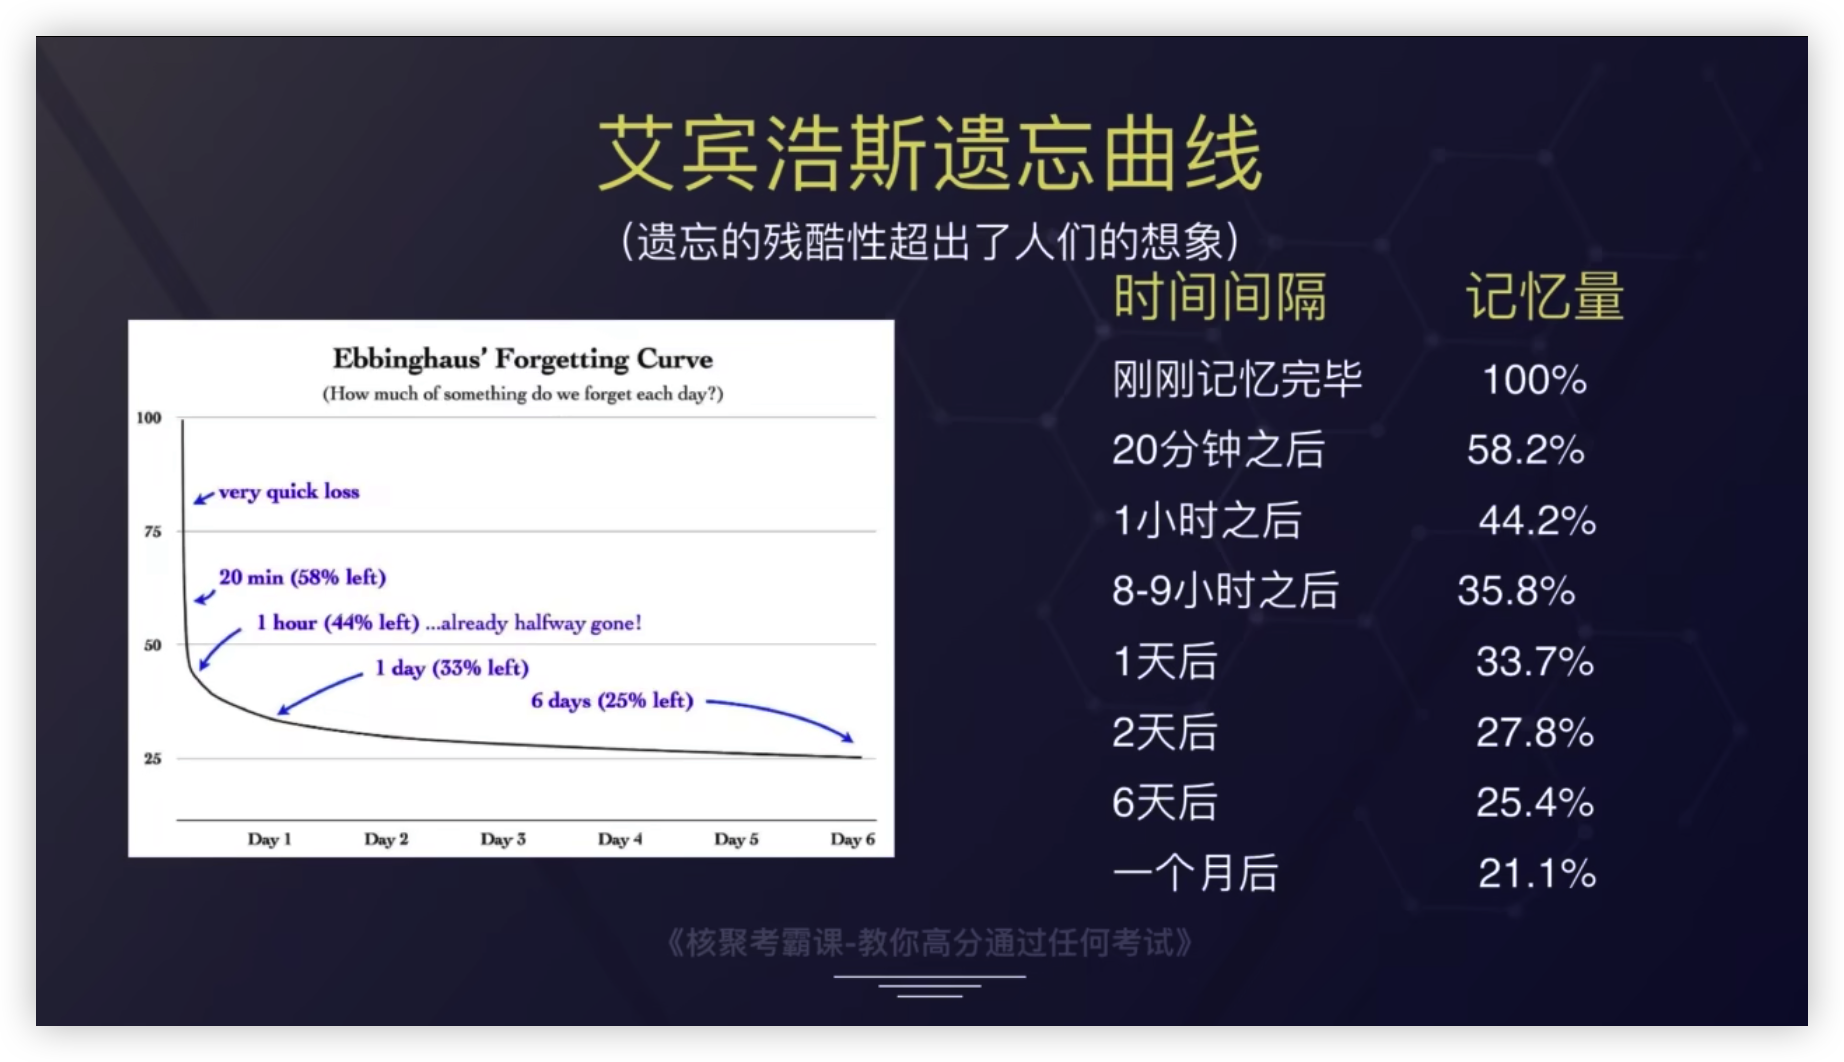 艾宾浩斯遗忘曲线
（遗忘的残酷性超出了人们的想象）
Ebbinghaus’ Forgetting Curve
(How much of something do we forget each day?)
100
very quick loss
75
20 min (58% left)
1 hour (44% left) ...already halfway gone!
50
1 day (33% left)
6 days (25% left)
25
Day 1 Day 2 Day 3 Day 4 Day 5 Day 6
时间间隔 记忆量
刚刚记忆完毕 100%
20分钟之后 58.2%
1小时之后 44.2%
8-9小时之后 35.8%
1天后 33.7%
2天后 27.8%
6天后 25.4%
一个月后 21.1%
《核聚考霸课-教你高分通过任何考试》